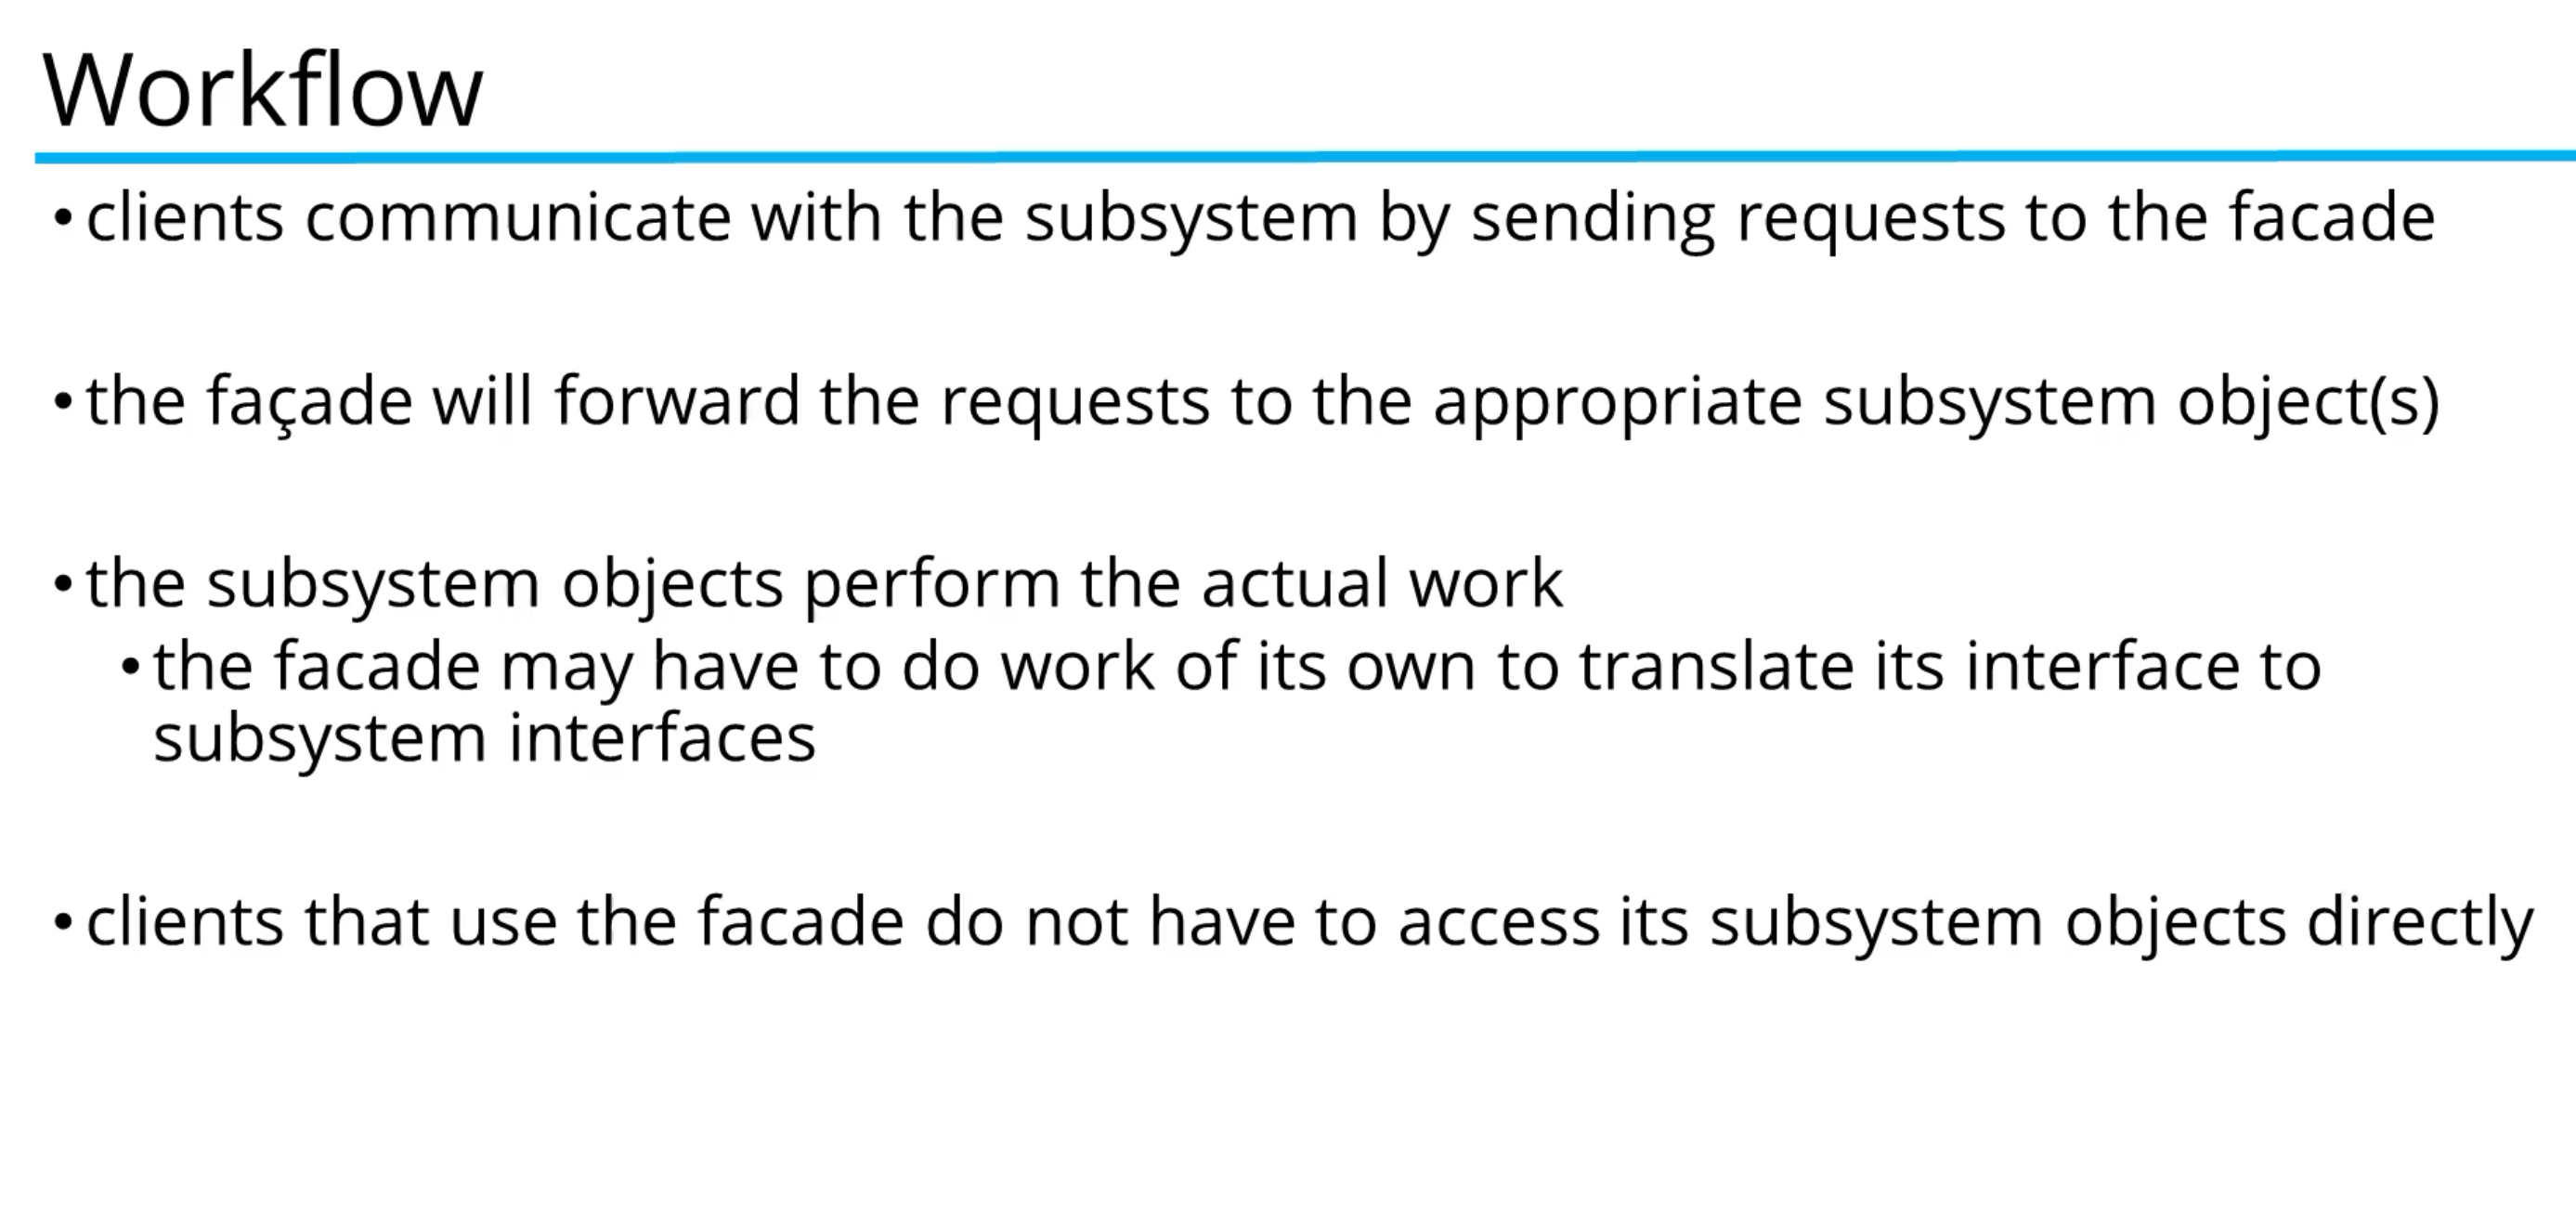 Workflow
• clients communicate with the subsystem by sending requests to the facade
• the façade will forward the requests to the appropriate subsystem object(s)
• the subsystem objects perform the actual work
• the facade may have to do work of its own to translate its interface to
subsystem interfaces
• clients that use the facade do not have to access its subsystem objects directly